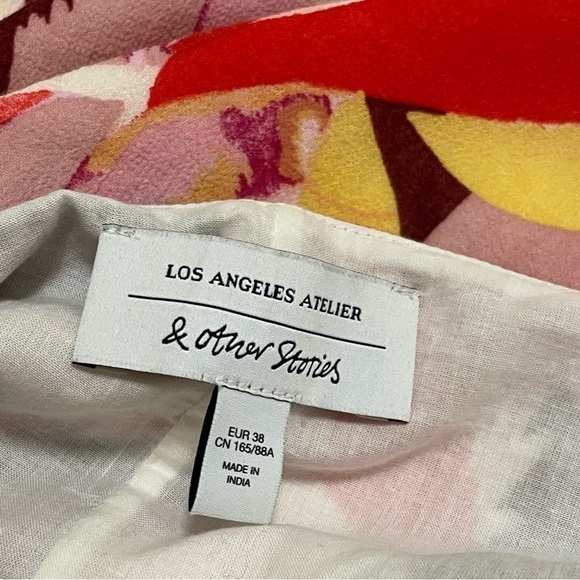 LOS ANGELES ATELIER
& Other Stories
EUR 38
CN 165/88A
MADE IN
INDIA